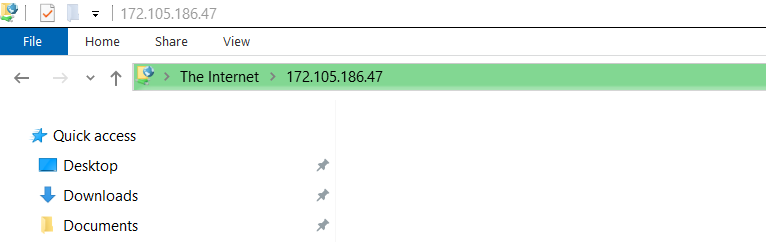 172.105.186.47
File Home Share View
The Internet 172.105.186.47
Quick access
Desktop
Downloads
Documents